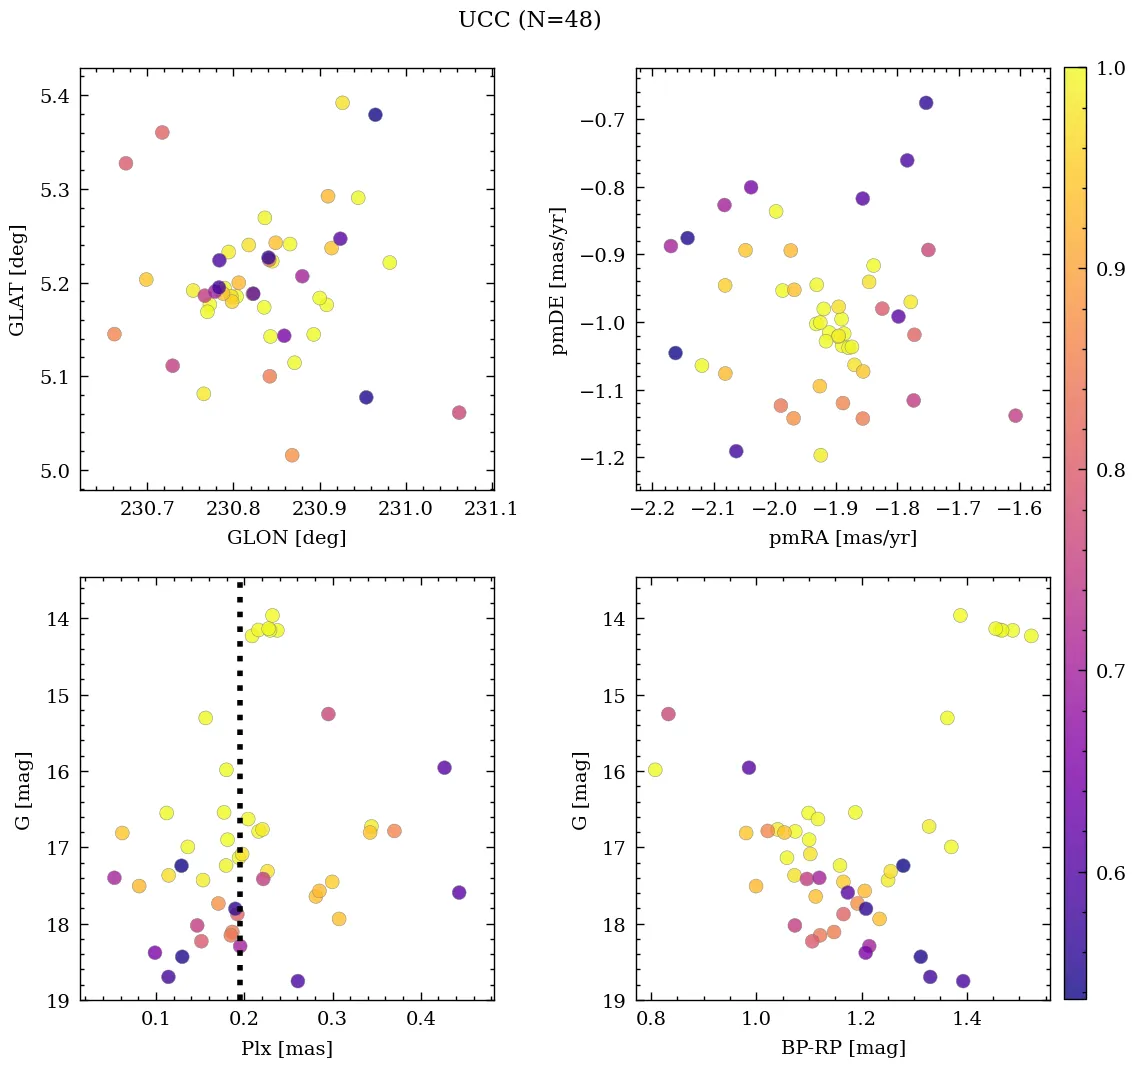 UCC (N=48)
5.4
5.3
5.2
5.1
5.0
GLAT [deg]
230.7 230.8 230.9 231.0 231.1
GLON [deg]
−0.7
−0.8
−0.9
−1.0
−1.1
−1.2
pmDE [mas/yr]
−2.2 −2.1 −2.0 −1.9 −1.8 −1.7 −1.6
pmRA [mas/yr]
14
15
16
17
18
19
G [mag]
0.1 0.2 0.3 0.4
Plx [mas]
14
15
16
17
18
19
G [mag]
0.8 1.0 1.2 1.4
BP-RP [mag]
1.0
0.9
0.8
0.7
0.6